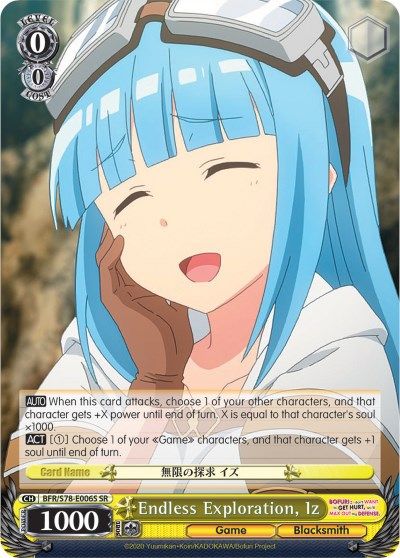 LEVEL
0
0
COST
AUTO When this card attacks, choose 1 of your other characters, and that
character gets +X power until end of turn. X is equal to that character's soul
×1000.
ACT [①] Choose 1 of your «Game» characters, and that character gets +1
soul until end of turn.
Card Name 無限の探求 イズ
CH BFR/S78-E006S SR
POWER 1000 SOUL
Endless Exploration, Iz
BOFURI: I DON'T WANT
TO GET HURT, SO I'LL
MAX OUT MY DEFENSE.
Game Blacksmith
©2020 Yuumikan•Koin/KADOKAWA/Bofuri Project